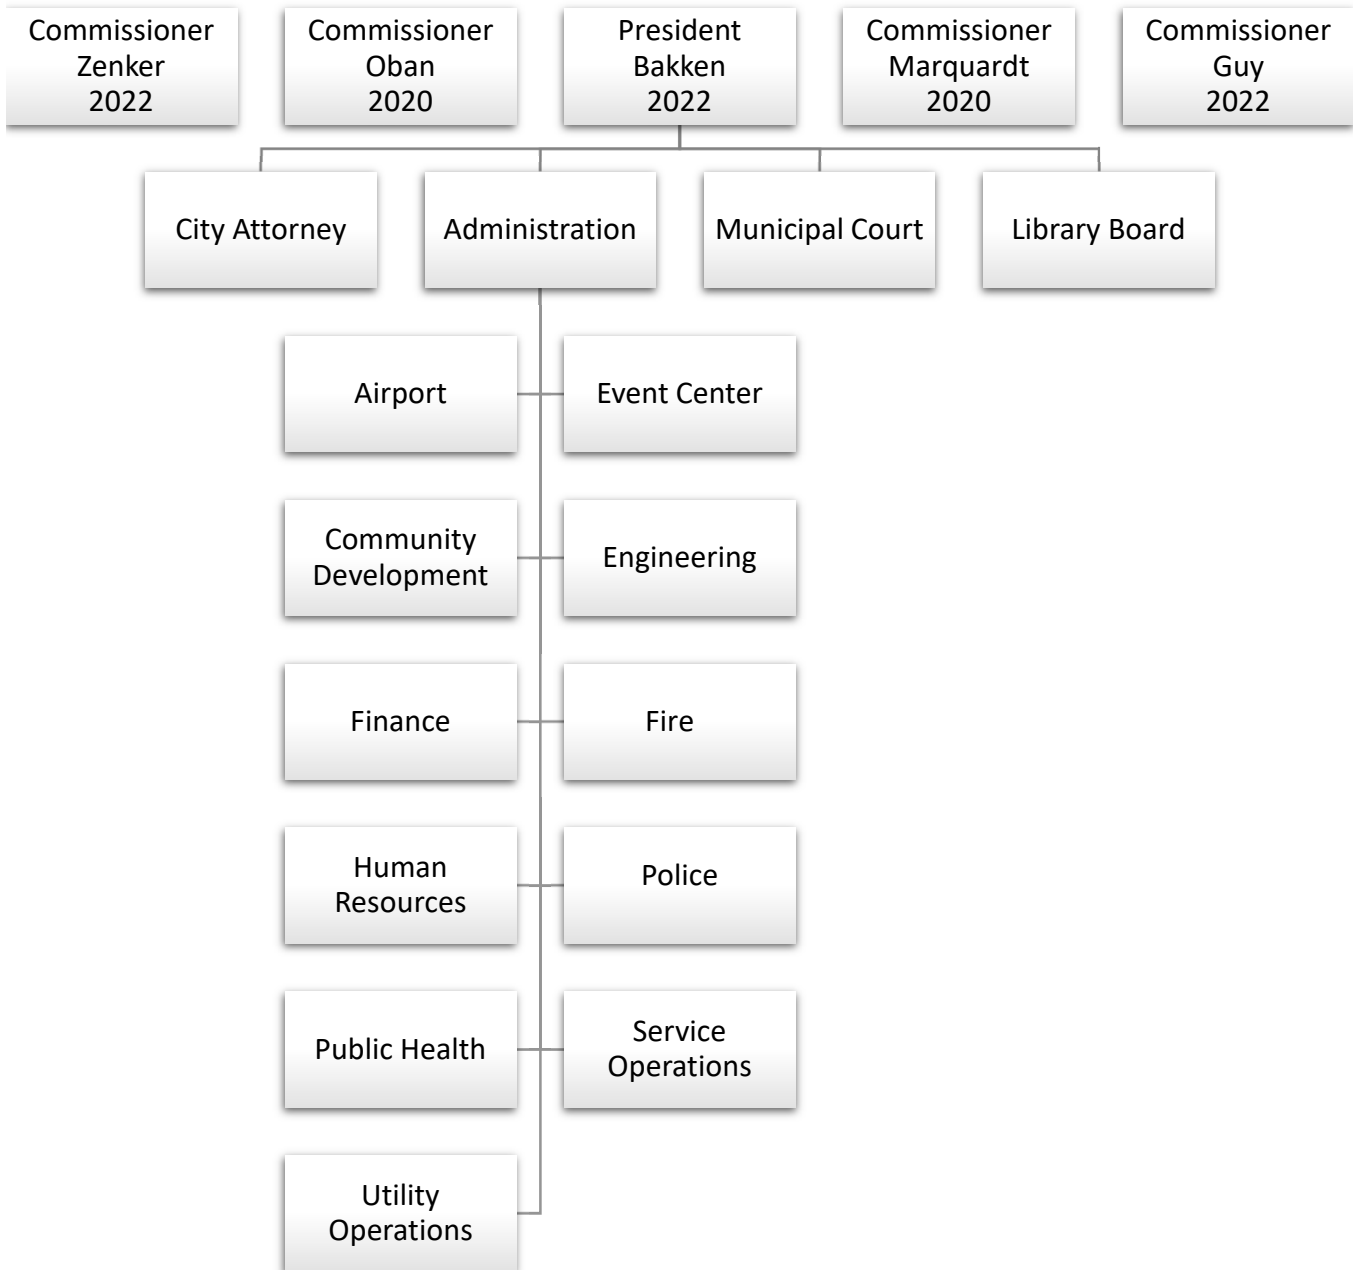 Commissioner
Zenker
2022
Commissioner
Oban
2020
President
Bakken
2022
Commissioner
Marquardt
2020
Commissioner
Guy
2022
City Attorney
Administration
Municipal Court
Library Board
Airport
Event Center
Community
Development
Engineering
Finance
Fire
Human
Resources
Police
Public Health
Service
Operations
Utility
Operations